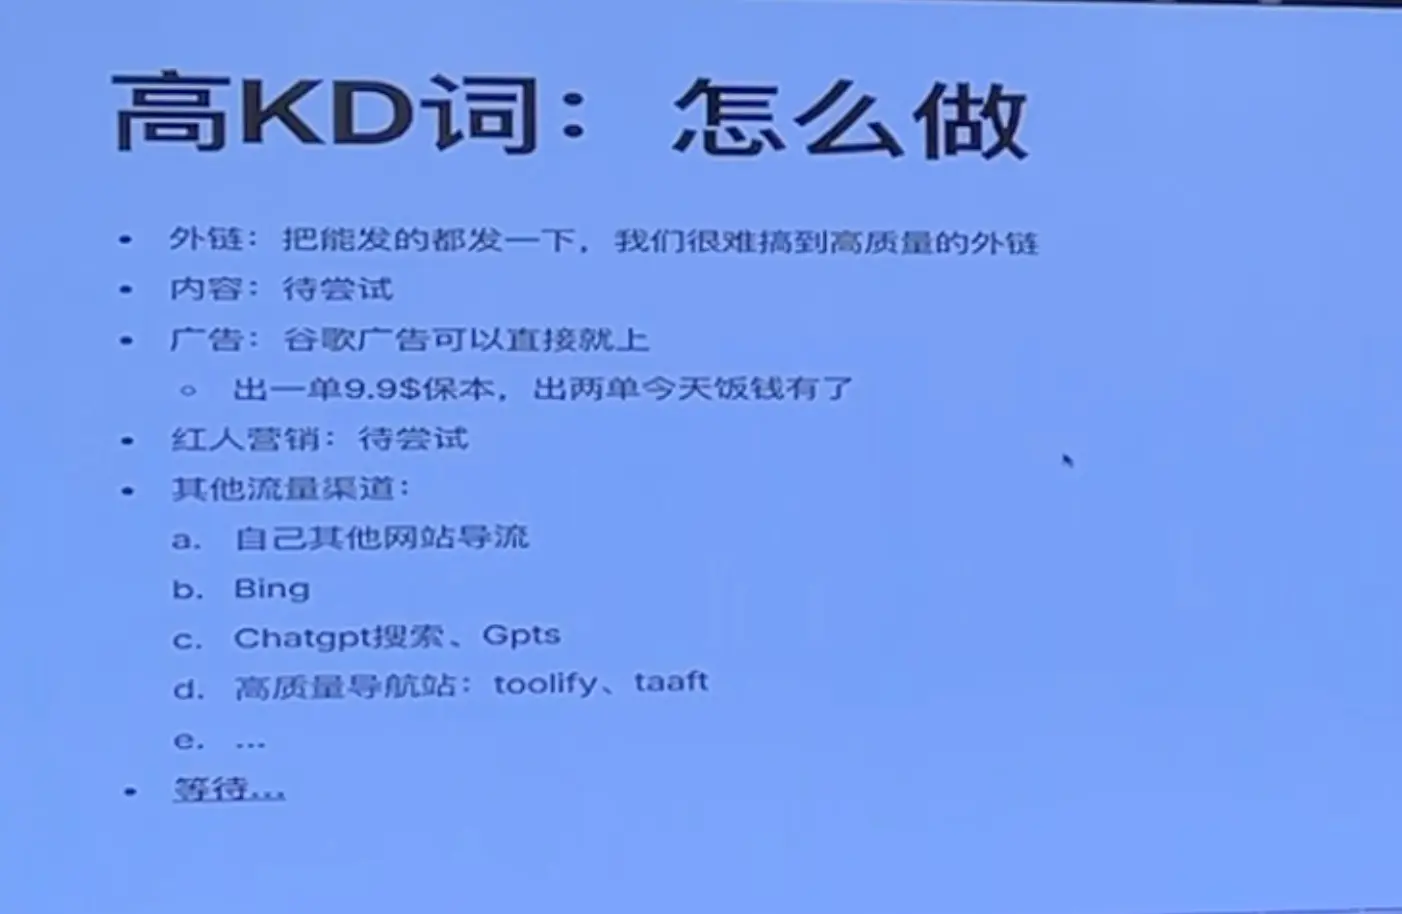 高KD词：怎么做
• 外链：把能发的都发一下，我们很难搞到高质量的外链
• 内容：待尝试
• 广告：谷歌广告可以直接就上
○ 出一单9.9$保本，出两单今天饭钱有了
• 红人营销：待尝试
• 其他流量渠道：
a. 自己其他网站导流
b. Bing
c. Chatgpt搜索、Gpts
d. 高质量导航站：toolify、taaft
e. ...
• 等待...